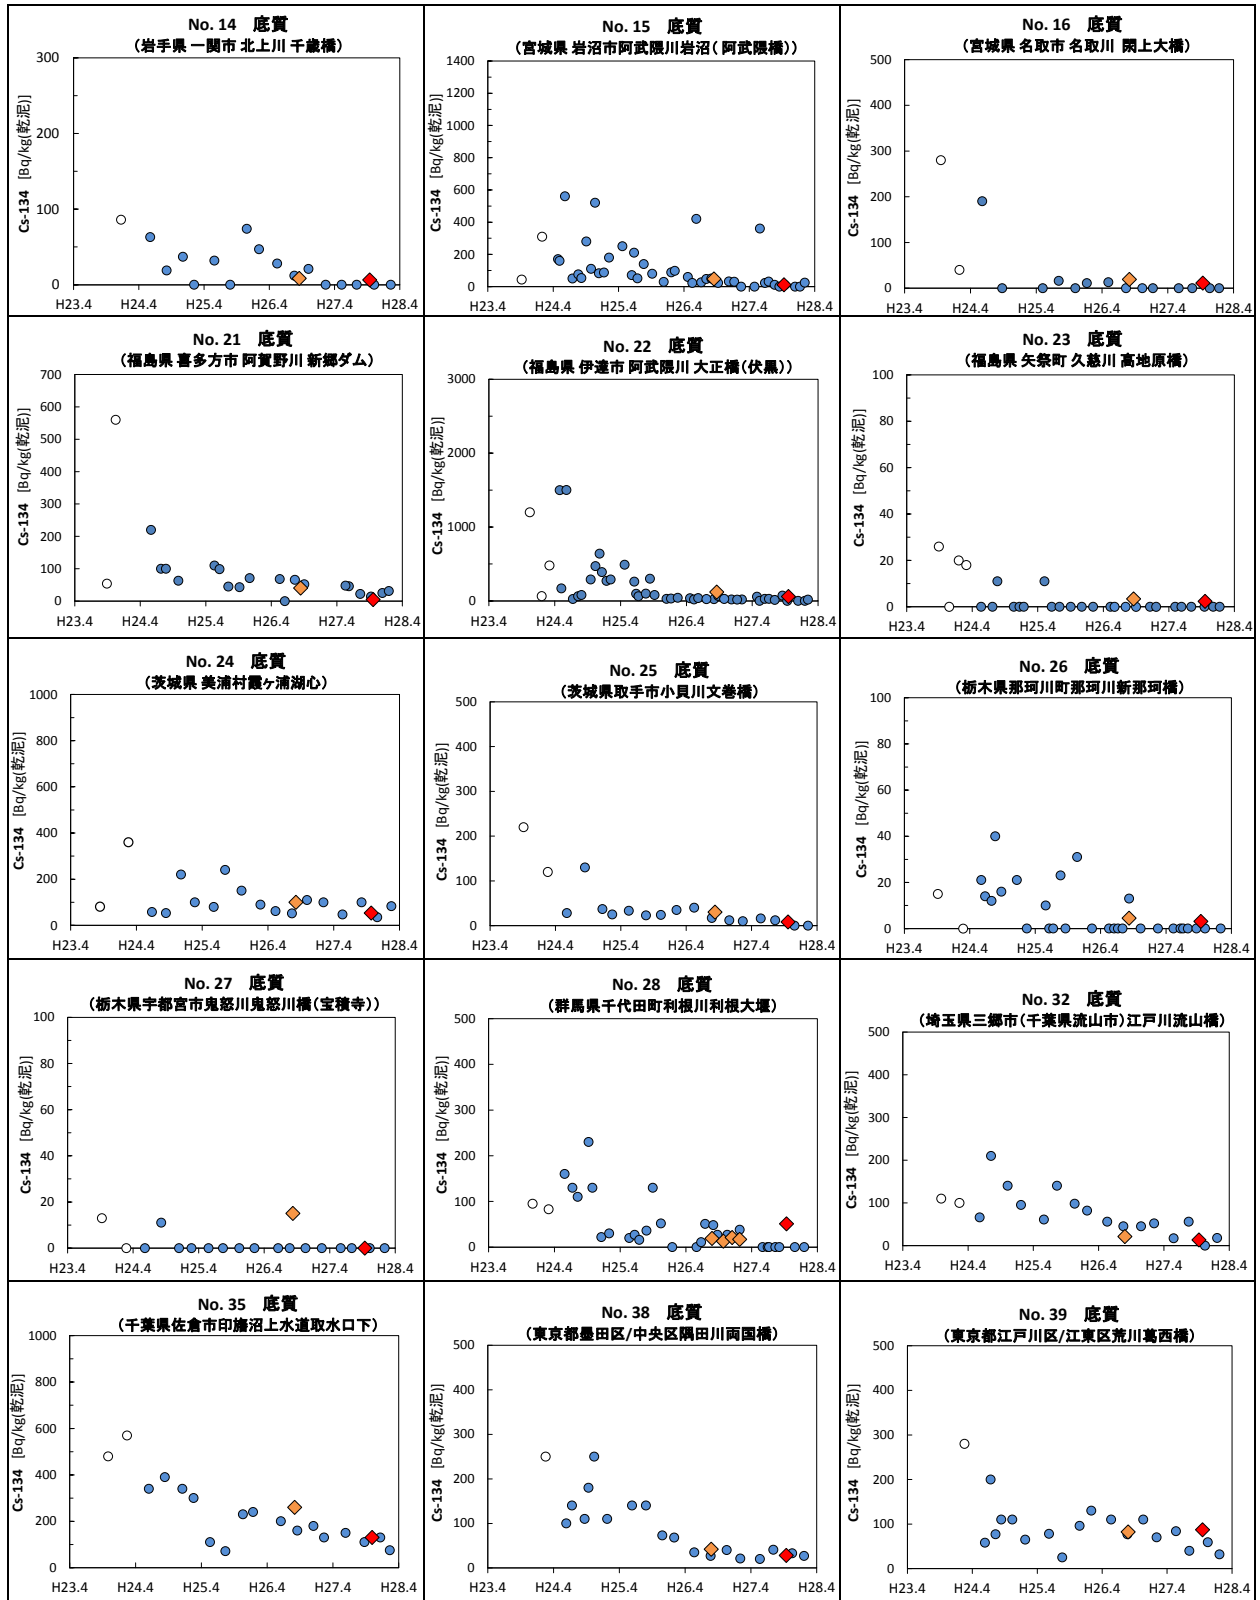 No. 14　底質
（岩手県 一関市 北上川 千歳橋）
Cs-134　[Bq/kg(乾泥)]
300
200
100
0
H23.4 H24.4 H25.4 H26.4 H27.4 H28.4
No. 15　底質
（宮城県 岩沼市阿武隈川岩沼（ 阿武隈橋））
Cs-134　[Bq/kg(乾泥)]
1400
1200
1000
800
600
400
200
0
H23.4 H24.4 H25.4 H26.4 H27.4 H28.4
No. 16　底質
（宮城県 名取市 名取川 閖上大橋）
Cs-134　[Bq/kg(乾泥)]
500
400
300
200
100
0
H23.4 H24.4 H25.4 H26.4 H27.4 H28.4
No. 21　底質
（福島県 喜多方市 阿賀野川 新郷ダム）
Cs-134　[Bq/kg(乾泥)]
700
600
500
400
300
200
100
0
H23.4 H24.4 H25.4 H26.4 H27.4 H28.4
No. 22　底質
（福島県 伊達市 阿武隈川 大正橋（伏黒））
Cs-134　[Bq/kg(乾泥)]
3000
2000
1000
0
H23.4 H24.4 H25.4 H26.4 H27.4 H28.4
No. 23　底質
（福島県 矢祭町 久慈川 高地原橋）
Cs-134　[Bq/kg(乾泥)]
100
80
60
40
20
0
H23.4 H24.4 H25.4 H26.4 H27.4 H28.4
No. 24　底質
（茨城県 美浦村霞ヶ浦湖心）
Cs-134　[Bq/kg(乾泥)]
1000
800
600
400
200
0
H23.4 H24.4 H25.4 H26.4 H27.4 H28.4
No. 25　底質
（茨城県取手市小貝川文巻橋）
Cs-134　[Bq/kg(乾泥)]
500
400
300
200
100
0
H23.4 H24.4 H25.4 H26.4 H27.4 H28.4
No. 26　底質
（栃木県那珂川町那珂川新那珂橋）
Cs-134　[Bq/kg(乾泥)]
100
80
60
40
20
0
H23.4 H24.4 H25.4 H26.4 H27.4 H28.4
No. 27　底質
（栃木県宇都宮市鬼怒川鬼怒川橋（宝積寺））
Cs-134　[Bq/kg(乾泥)]
100
80
60
40
20
0
H23.4 H24.4 H25.4 H26.4 H27.4 H28.4
No. 28　底質
（群馬県千代田町利根川利根大堰）
Cs-134　[Bq/kg(乾泥)]
500
400
300
200
100
0
H23.4 H24.4 H25.4 H26.4 H27.4 H28.4
No. 32　底質
（埼玉県三郷市（千葉県流山市）江戸川流山橋）
Cs-134　[Bq/kg(乾泥)]
500
400
300
200
100
0
H23.4 H24.4 H25.4 H26.4 H27.4 H28.4
No. 35　底質
（千葉県佐倉市印旛沼上水道取水口下）
Cs-134　[Bq/kg(乾泥)]
1000
800
600
400
200
0
H23.4 H24.4 H25.4 H26.4 H27.4 H28.4
No. 38　底質
（東京都墨田区/中央区隅田川両国橋）
Cs-134　[Bq/kg(乾泥)]
500
400
300
200
100
0
H23.4 H24.4 H25.4 H26.4 H27.4 H28.4
No. 39　底質
（東京都江戸川区/江東区荒川葛西橋）
Cs-134　[Bq/kg(乾泥)]
500
400
300
200
100
0
H23.4 H24.4 H25.4 H26.4 H27.4 H28.4